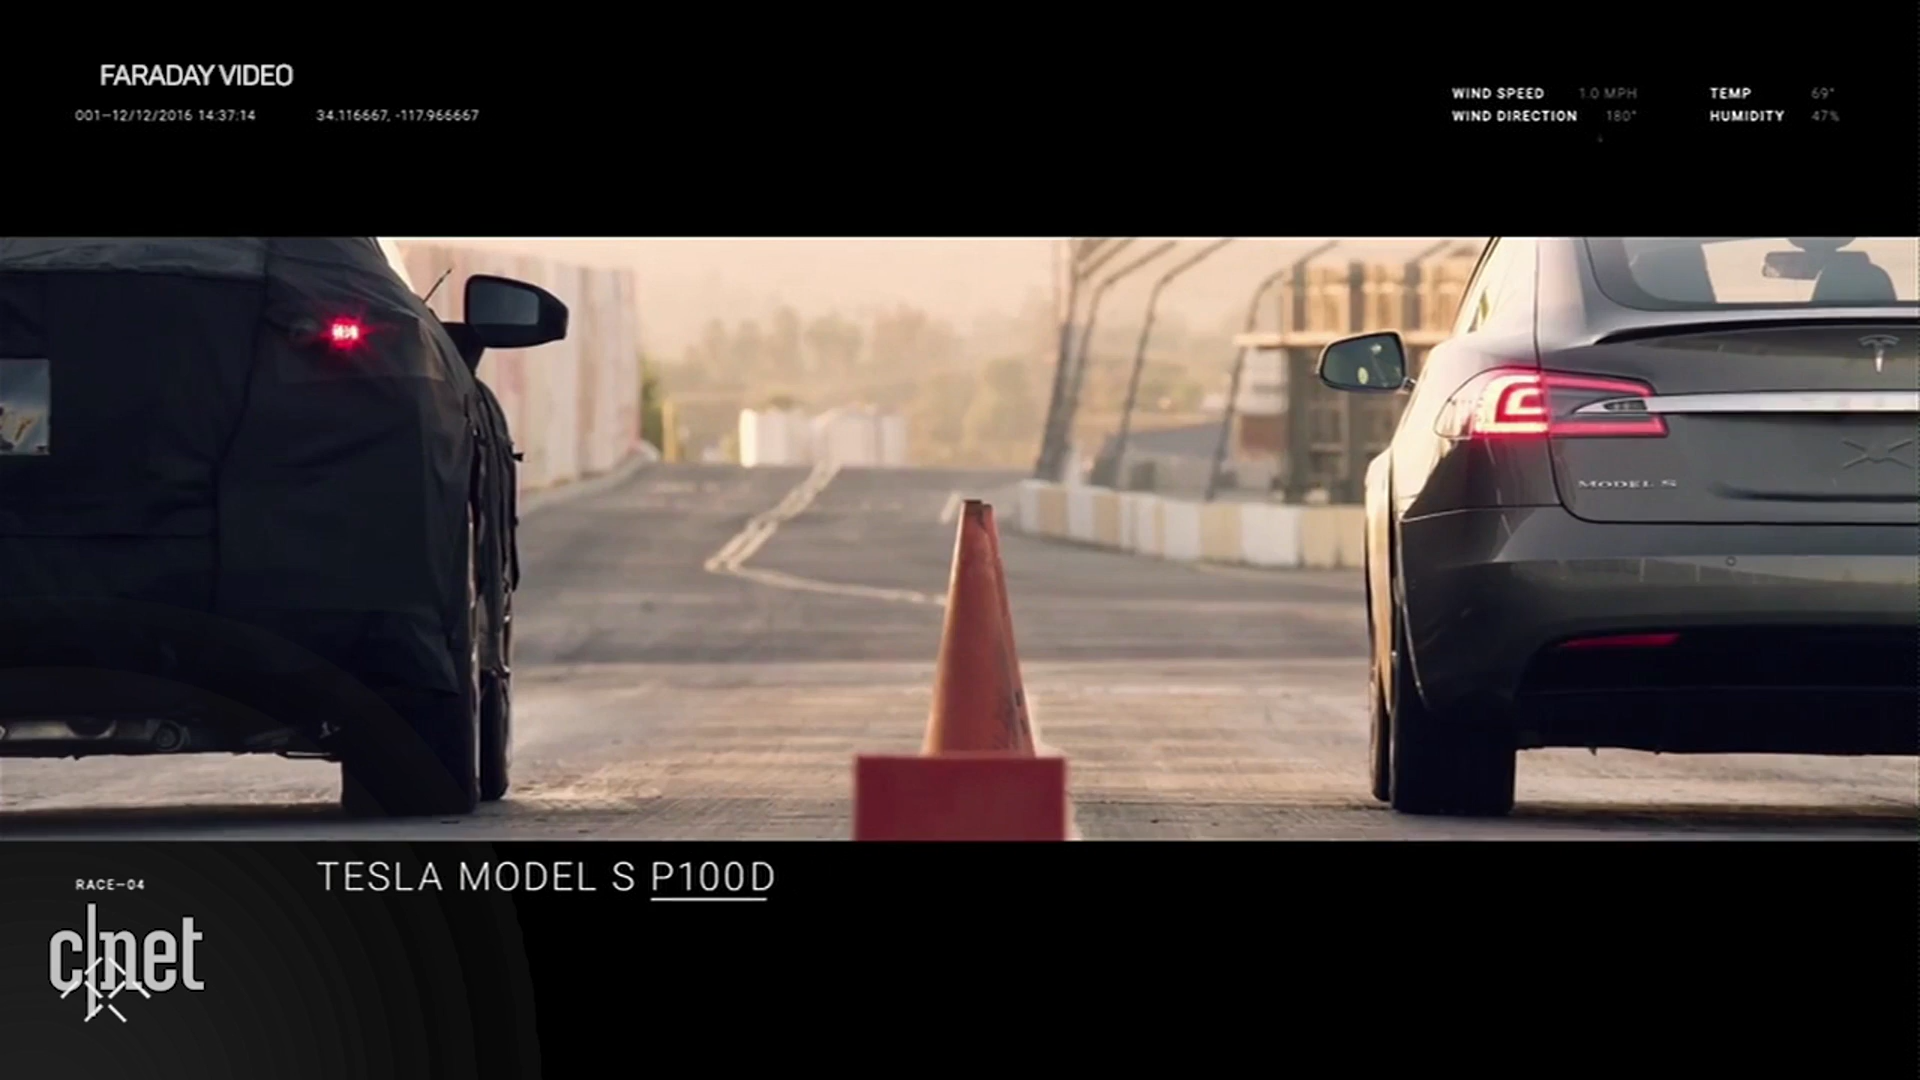 FARADAY VIDEO
001—12/12/2016 14:37:14 34.116667, -117.966667
WIND SPEED 1.0 MPH TEMP 69°
WIND DIRECTION 180° HUMIDITY 47%
MODEL S
TESLA MODEL S P100D
RACE—04
c|net